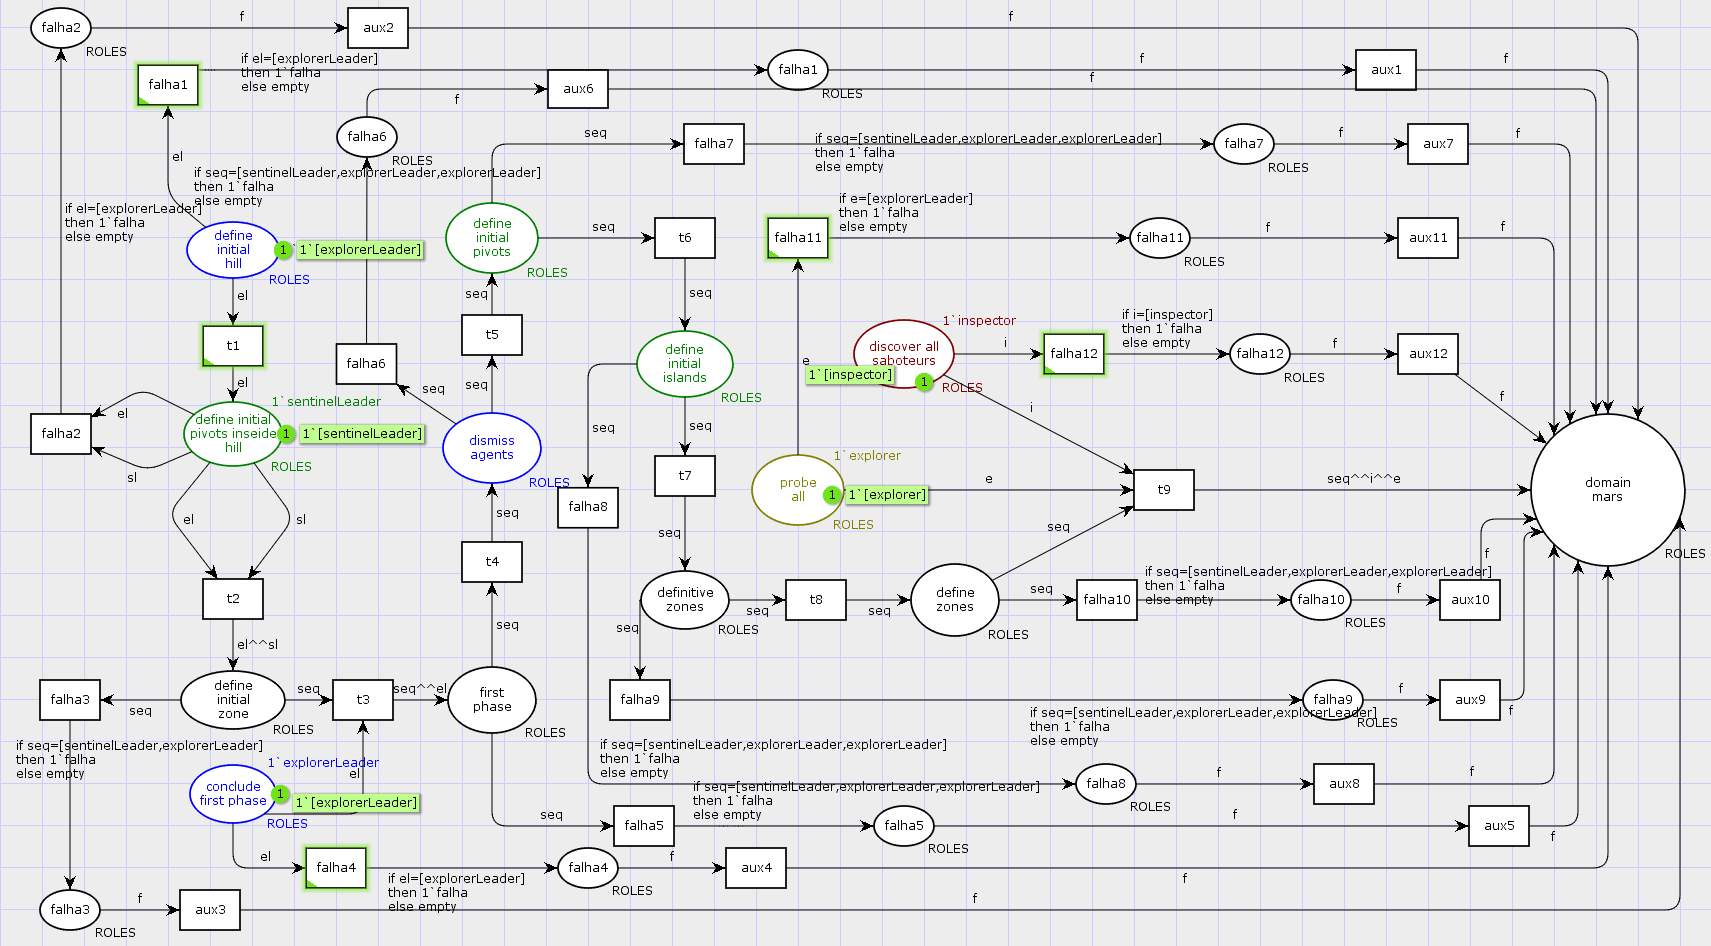 falha2
ROLES
f
aux2
f
falha1
if el=[explorerLeader]
then 1`falha
else empty
falha1
ROLES
f
aux1
f
f
aux6
f
falha6
ROLES
seq
falha7
if seq=[sentinelLeader,explorerLeader,explorerLeader]
then 1`falha
else empty
falha7
ROLES
f
aux7
f
el
if seq=[sentinelLeader,explorerLeader,explorerLeader]
then 1`falha
else empty
if el=[explorerLeader]
then 1`falha
else empty
define
initial
hill
1
1`[explorerLeader]
ROLES
define
initial
pivots
ROLES
seq
t6
if e=[explorerLeader]
then 1`falha
else empty
falha11
falha11
ROLES
f
aux11
f
el
seq
seq
t1
t5
falha6
define
initial
islands
ROLES
1`inspector
discover all
saboteurs
1`[inspector]
1
ROLES
e
i
falha12
if i=[inspector]
then 1`falha
else empty
falha12
ROLES
f
aux12
f
el
seq
seq
1`sentinelLeader
define initial
pivots inseide
hill
1
1`[sentinelLeader]
ROLES
el
sl
falha2
dismiss
agents
ROLES
seq
seq
i
t7
falha8
1`explorer
probe
all
1
1`[explorer]
ROLES
e
t9
seq^^i^^e
domain
mars
ROLES
el
sl
seq
seq
seq
t4
t2
definitive
zones
ROLES
seq
t8
seq
define
zones
ROLES
seq
falha10
if seq=[sentinelLeader,explorerLeader,explorerLeader]
then 1`falha
else empty
falha10
ROLES
f
aux10
f
el^^sl
seq
seq
falha3
seq
define
initial
zone
ROLES
seq
t3
seq^^el
first
phase
ROLES
falha9
if seq=[sentinelLeader,explorerLeader,explorerLeader]
then 1`falha
else empty
falha9
ROLES
f
aux9
f
if seq=[sentinelLeader,explorerLeader]
then 1`falha
else empty
1`explorerLeader
el
conclude
first phase
1
1`[explorerLeader]
ROLES
if seq=[sentinelLeader,explorerLeader,explorerLeader]
then 1`falha
else empty
falha8
ROLES
f
aux8
f
seq
falha5
if seq=[sentinelLeader,explorerLeader,explorerLeader]
then 1`falha
else empty
falha5
ROLES
f
aux5
f
el
falha4
if el=[explorerLeader]
then 1`falha
else empty
falha4
ROLES
f
aux4
f
falha3
ROLES
f
aux3
f